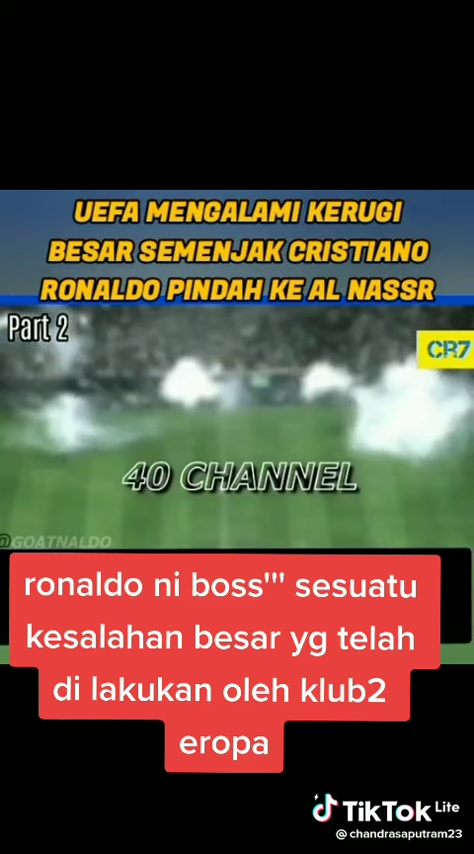 UEFA MENGALAMI KERUGI
BESAR SEMENJAK CRISTIANO
RONALDO PINDAH KE AL NASSR
Part 2
CR7
40 CHANNEL
@GOATNALDO
ronaldo ni boss''' sesuatu
kesalahan besar yg telah
di lakukan oleh klub2
eropa
TikTok Lite
@chandrasaputram23